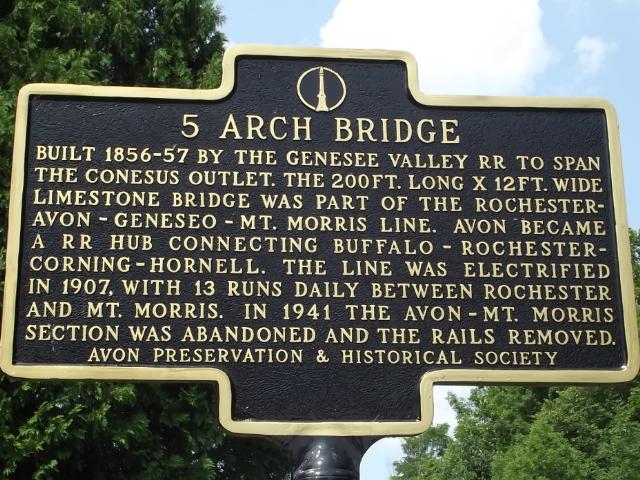 5 ARCH BRIDGE
BUILT 1856-57 BY THE GENESEE VALLEY RR TO SPAN
THE CONESUS OUTLET. THE 200FT. LONG X 12FT. WIDE
LIMESTONE BRIDGE WAS PART OF THE ROCHESTER-
AVON - GENESEO - MT. MORRIS LINE. AVON BECAME
A RR HUB CONNECTING BUFFALO - ROCHESTER-
CORNING-HORNELL. THE LINE WAS ELECTRIFIED
IN 1907, WITH 13 RUNS DAILY BETWEEN ROCHESTER
AND MT. MORRIS. IN 1941 THE AVON-MT. MORRIS
SECTION WAS ABANDONED AND THE RAILS REMOVED.
AVON PRESERVATION & HISTORICAL SOCIETY